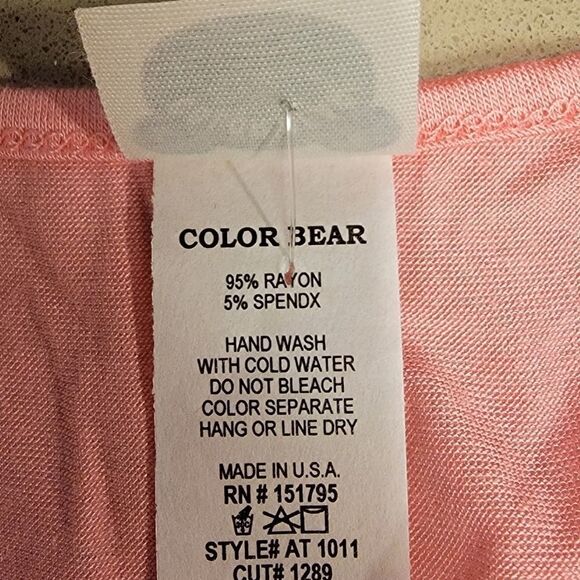 COLOR BEAR
95% RAYON
5% SPENDX
HAND WASH
WITH COLD WATER
DO NOT BLEACH
COLOR SEPARATE
HANG OR LINE DRY
MADE IN U.S.A.
RN # 151795
STYLE# AT 1011
CUT# 1289